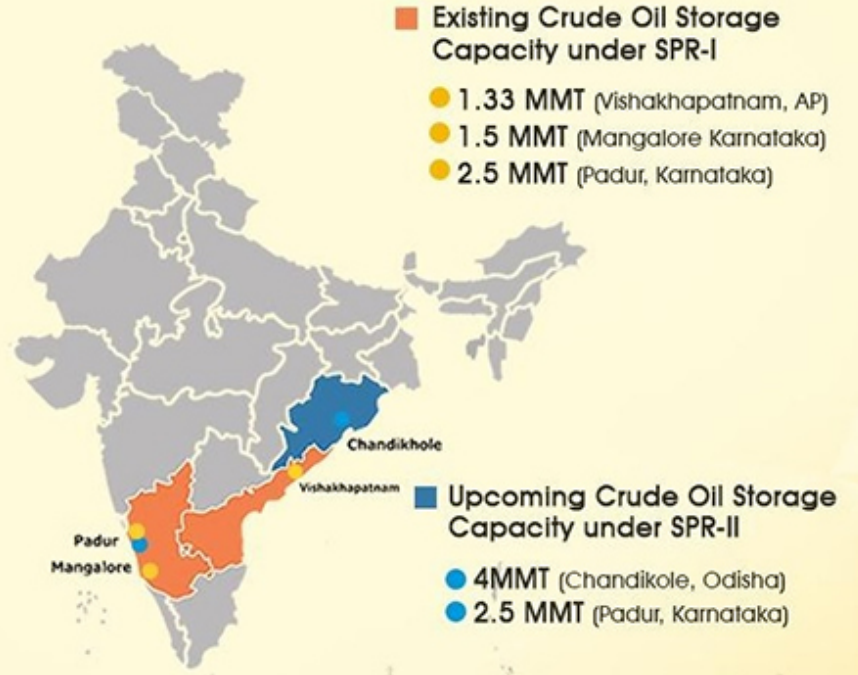 Existing Crude Oil Storage
Capacity under SPR-I
1.33 MMT (Vishakhapatnam, AP)
1.5 MMT (Mangalore Karnataka)
2.5 MMT (Padur, Karnataka)
Chandikhole
Vishakhapatnam
Padur
Mangalore
Upcoming Crude Oil Storage
Capacity under SPR-II
4MMT (Chandikole, Odisha)
2.5 MMT (Padur, Karnataka)